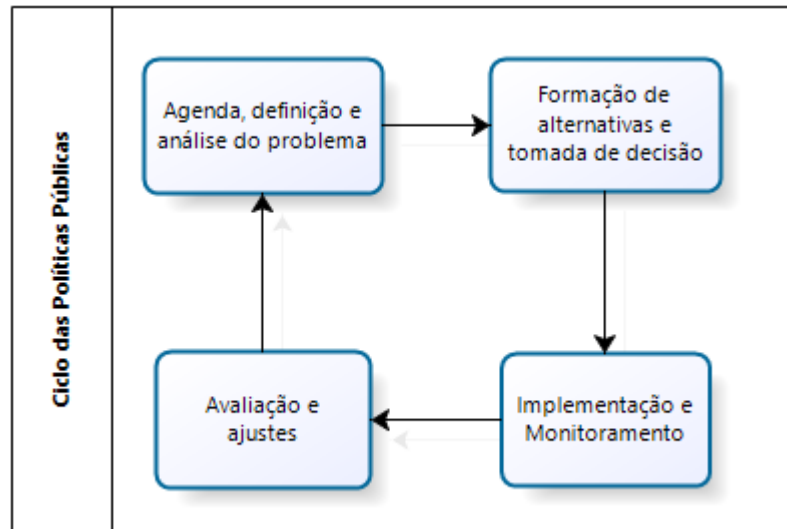 Ciclo das Políticas Públicas
Agenda, definição e
análise do problema
Formação de
alternativas e
tomada de decisão
Avaliação e
ajustes
Implementação e
Monitoramento